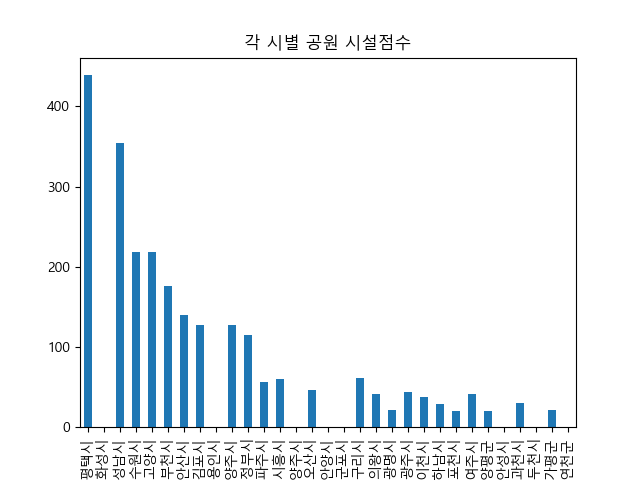 각 시별 공원 시설점수
400
300
200
100
0
평택시
화성시
성남시
수원시
고양시
부천시
안산시
김포시
용인시
양주시
정부시
파주시
시흥시
양주시
오산시
안양시
군포시
구리시
의왕시
광명시
광주시
이천시
하남시
포천시
여주시
양평군
안성시
과천시
두천시
가평군
연천군